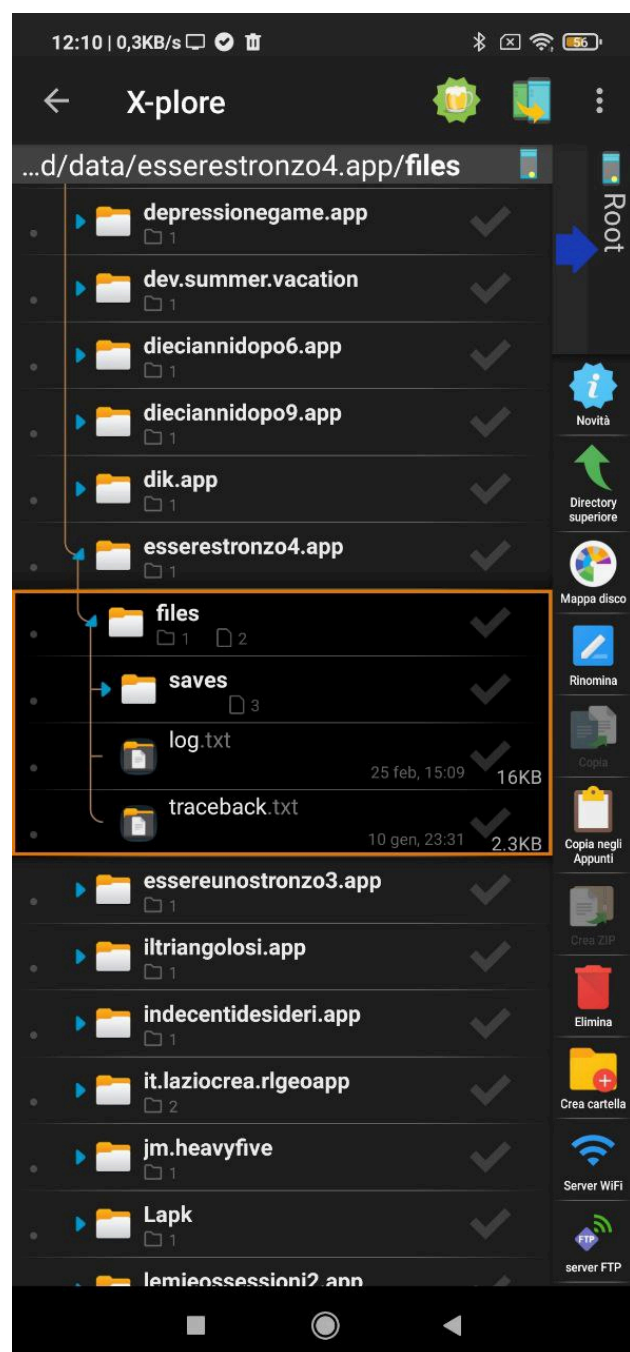 12:10 | 0,3KB/s
56
X-plore
...d/data/esserestronzo4.app/files
Root
depressionegame.app
1
dev.summer.vacation
1
dieciannidopo6.app
1
Novità
dieciannidopo9.app
1
dik.app
1
Directory
superiore
esserestronzo4.app
1
Mappa disco
files
1 2
Rinomina
saves
3
log.txt
25 feb, 15:09 16KB
Copia
traceback.txt
10 gen, 23:31 2.3KB
Copia negli
Appunti
essereunostronzo3.app
1
Crea ZIP
iltriangolosi.app
1
indecentidesideri.app
1
Elimina
it.laziocrea.rlgeoapp
2
Crea cartella
jm.heavyfive
1
Server WiFi
Lapk
1
FTP
server FTP
lemieossessioni2.app